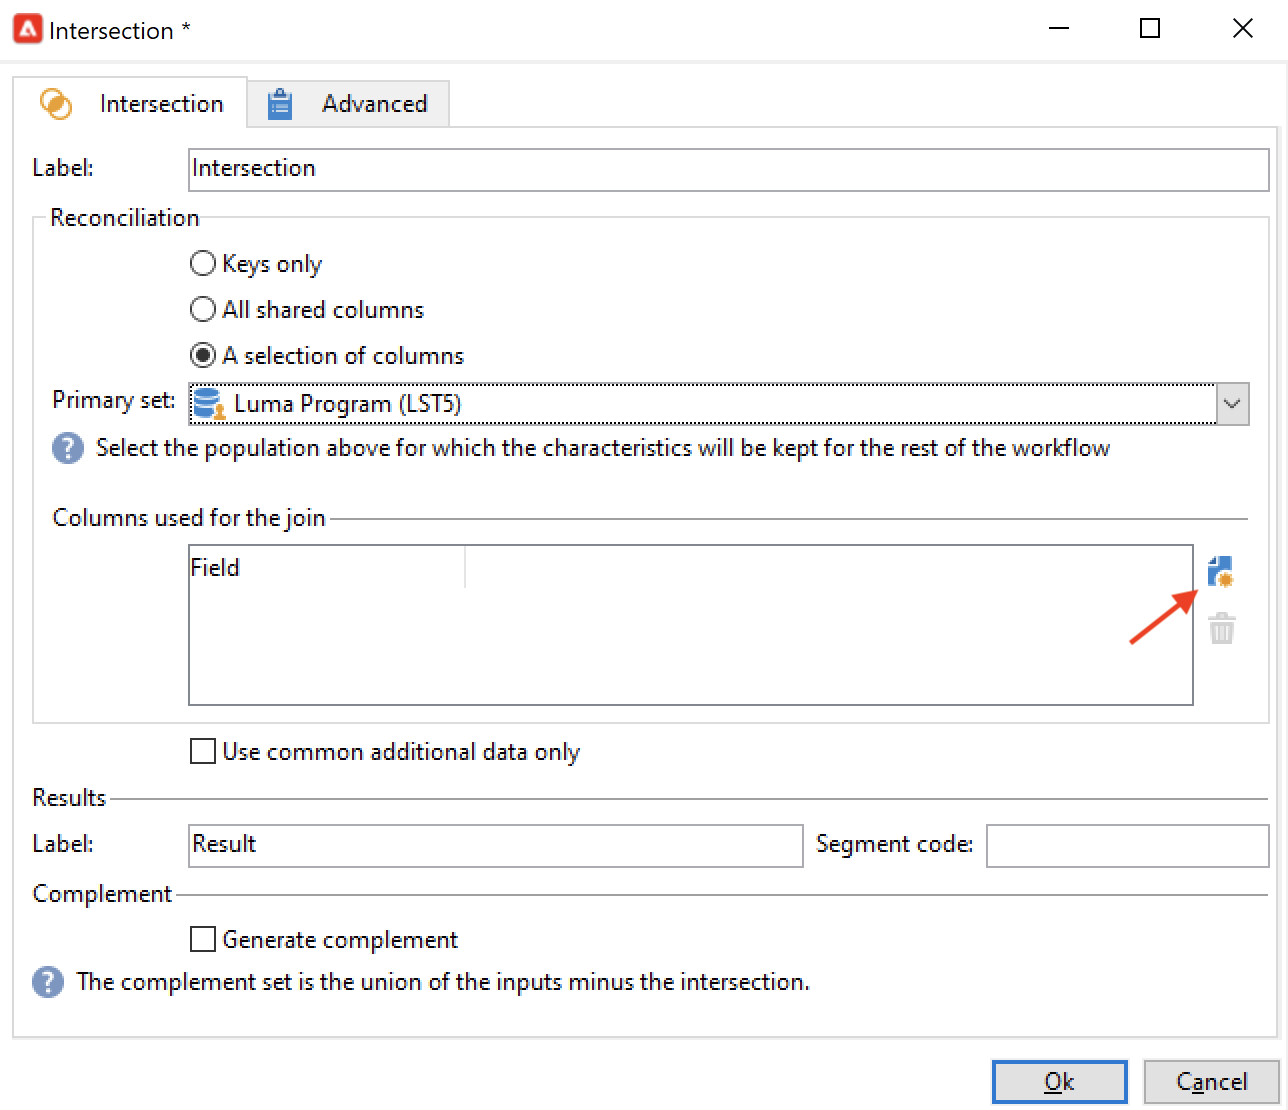 Intersection *
Intersection Advanced
Label: Intersection
Reconciliation
Keys only
All shared columns
A selection of columns
Primary set: Luma Program (LST5)
? Select the population above for which the characteristics will be kept for the rest of the workflow
Columns used for the join
Field
Use common additional data only
Results
Label: Result Segment code:
Complement
Generate complement
? The complement set is the union of the inputs minus the intersection.
Ok Cancel